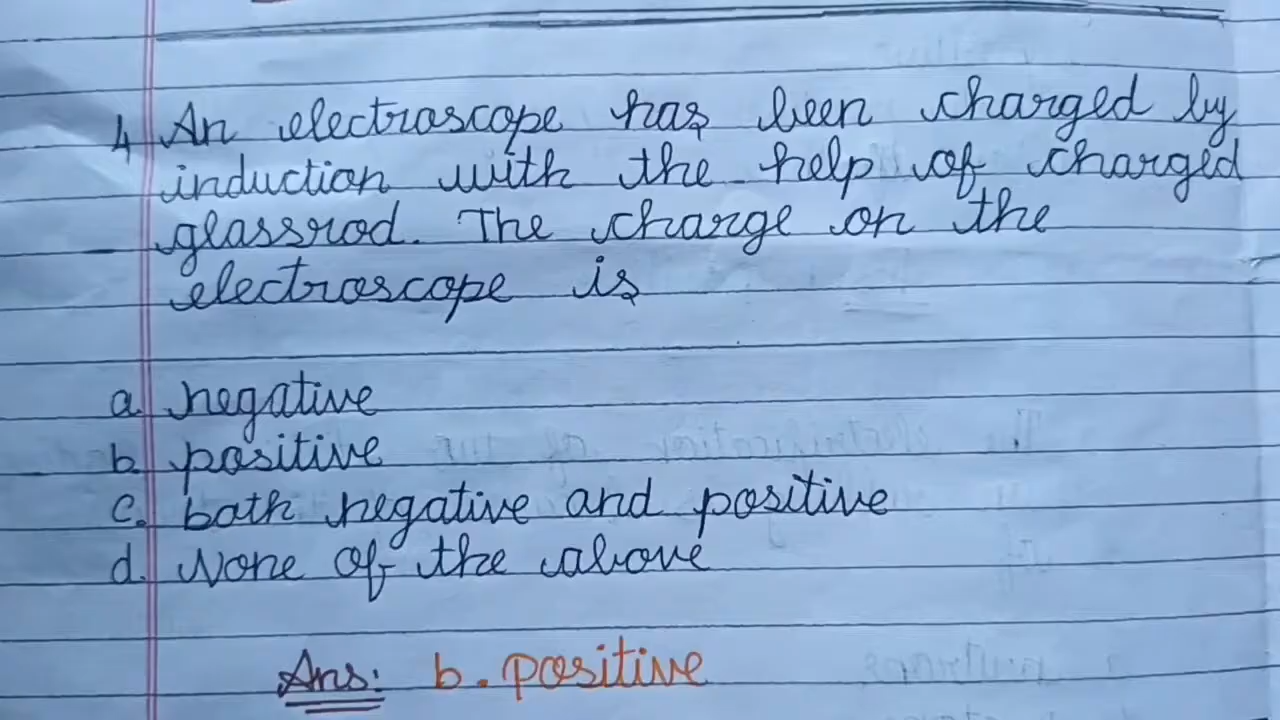 4 An electroscope has been charged by
induction with the help of charged
glassrod. The charge on the
electroscope is
a. negative
b. positive
c. both negative and positive
d. None of the above
Ans: b. positive